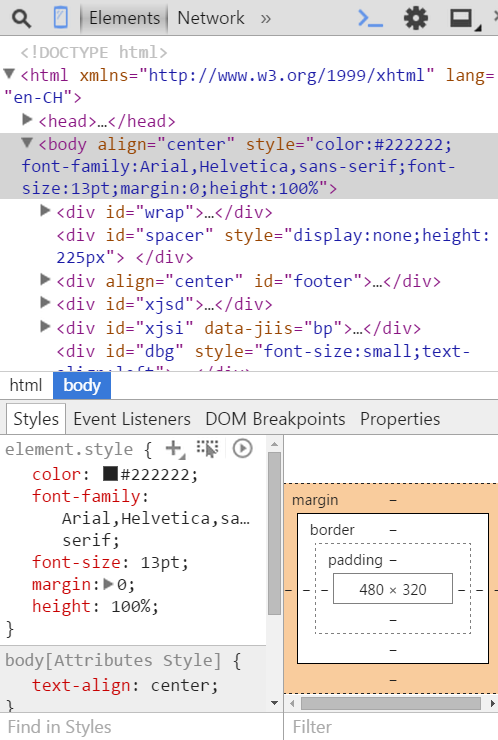 Elements Network »
<!DOCTYPE html>
<html xmlns="http://www.w3.org/1999/xhtml" lang=
"en-CH">
<head>…</head>
<body align="center" style="color:#222222;
font-family:Arial,Helvetica,sans-serif;font-
size:13pt;margin:0;height:100%">
<div id="wrap">…</div>
<div id="spacer" style="display:none;height:
225px"> </div>
<div align="center" id="footer">…</div>
<div id="xjsd">…</div>
<div id="xjsi" data-jiis="bp">…</div>
<div id="dbg" style="font-size:small;text-
align:left">…</div>
html body
Styles Event Listeners DOM Breakpoints Properties
element.style {
color: #222222;
font-family:
Arial,Helvetica,sa…
serif;
font-size: 13pt;
margin: 0;
height: 100%;
}
body[Attributes Style] {
text-align: center;
}
Find in Styles
margin –
border –
padding –
– – – 480 × 320 – – –
–
–
–
Filter